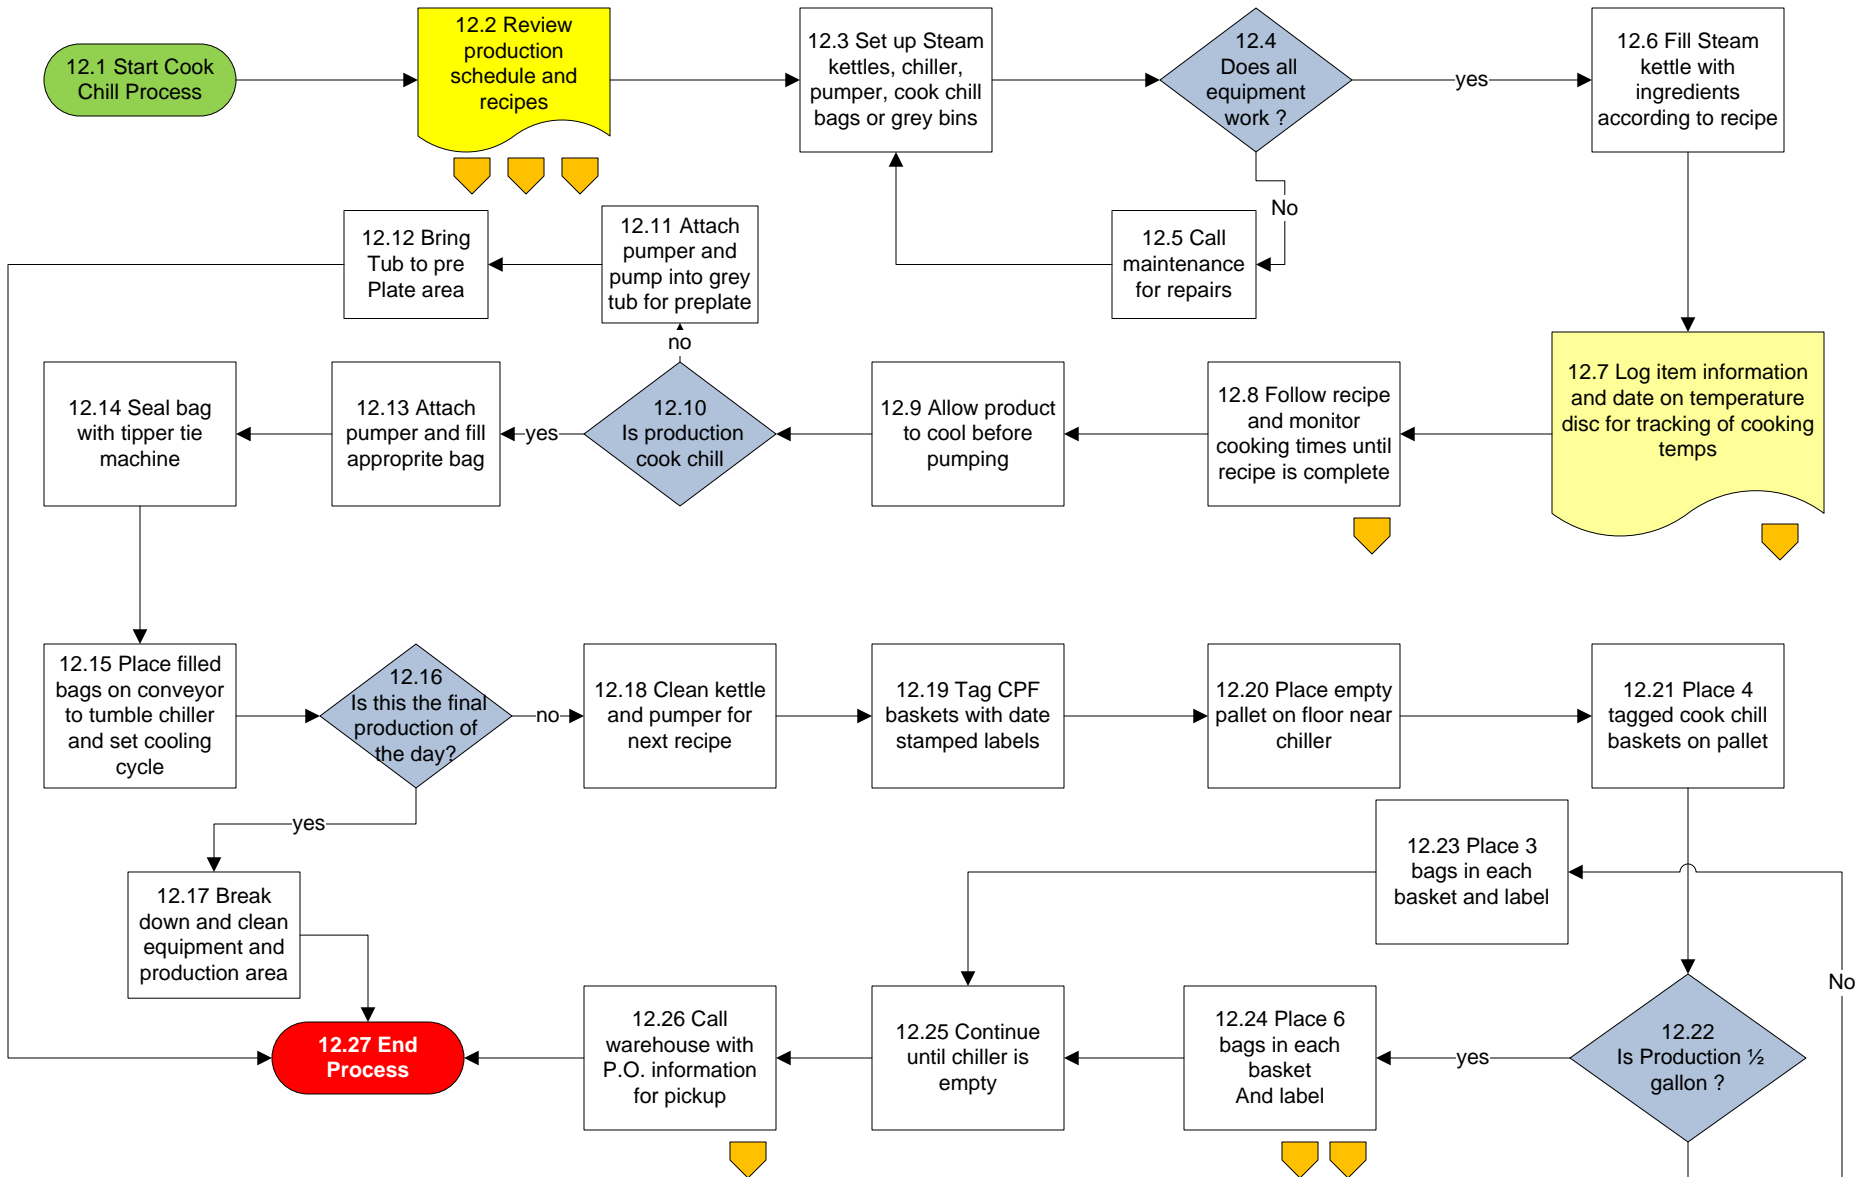 12.1 Start Cook
Chill Process
12.2 Review
production
schedule and
recipes
12.3 Set up Steam
kettles, chiller,
pumper, cook chill
bags or grey bins
12.4
Does all
equipment
work ?
yes
12.6 Fill Steam
kettle with
ingredients
according to recipe
No
12.5 Call
maintenance
for repairs
12.11 Attach
pumper and
pump into grey
tub for preplate
12.12 Bring
Tub to pre
Plate area
no
12.7 Log item information
and date on temperature
disc for tracking of cooking
temps
12.8 Follow recipe
and monitor
cooking times until
recipe is complete
12.9 Allow product
to cool before
pumping
12.10
Is production
cook chill
yes
12.13 Attach
pumper and fill
approprite bag
12.14 Seal bag
with tipper tie
machine
12.15 Place filled
bags on conveyor
to tumble chiller
and set cooling
cycle
12.16
Is this the final
production of
the day?
no
12.18 Clean kettle
and pumper for
next recipe
12.19 Tag CPF
baskets with date
stamped labels
12.20 Place empty
pallet on floor near
chiller
12.21 Place 4
tagged cook chill
baskets on pallet
yes
12.17 Break
down and clean
equipment and
production area
12.23 Place 3
bags in each
basket and label
No
12.22
Is Production ½
gallon ?
yes
12.24 Place 6
bags in each
basket
And label
12.25 Continue
until chiller is
empty
12.26 Call
warehouse with
P.O. information
for pickup
12.27 End
Process